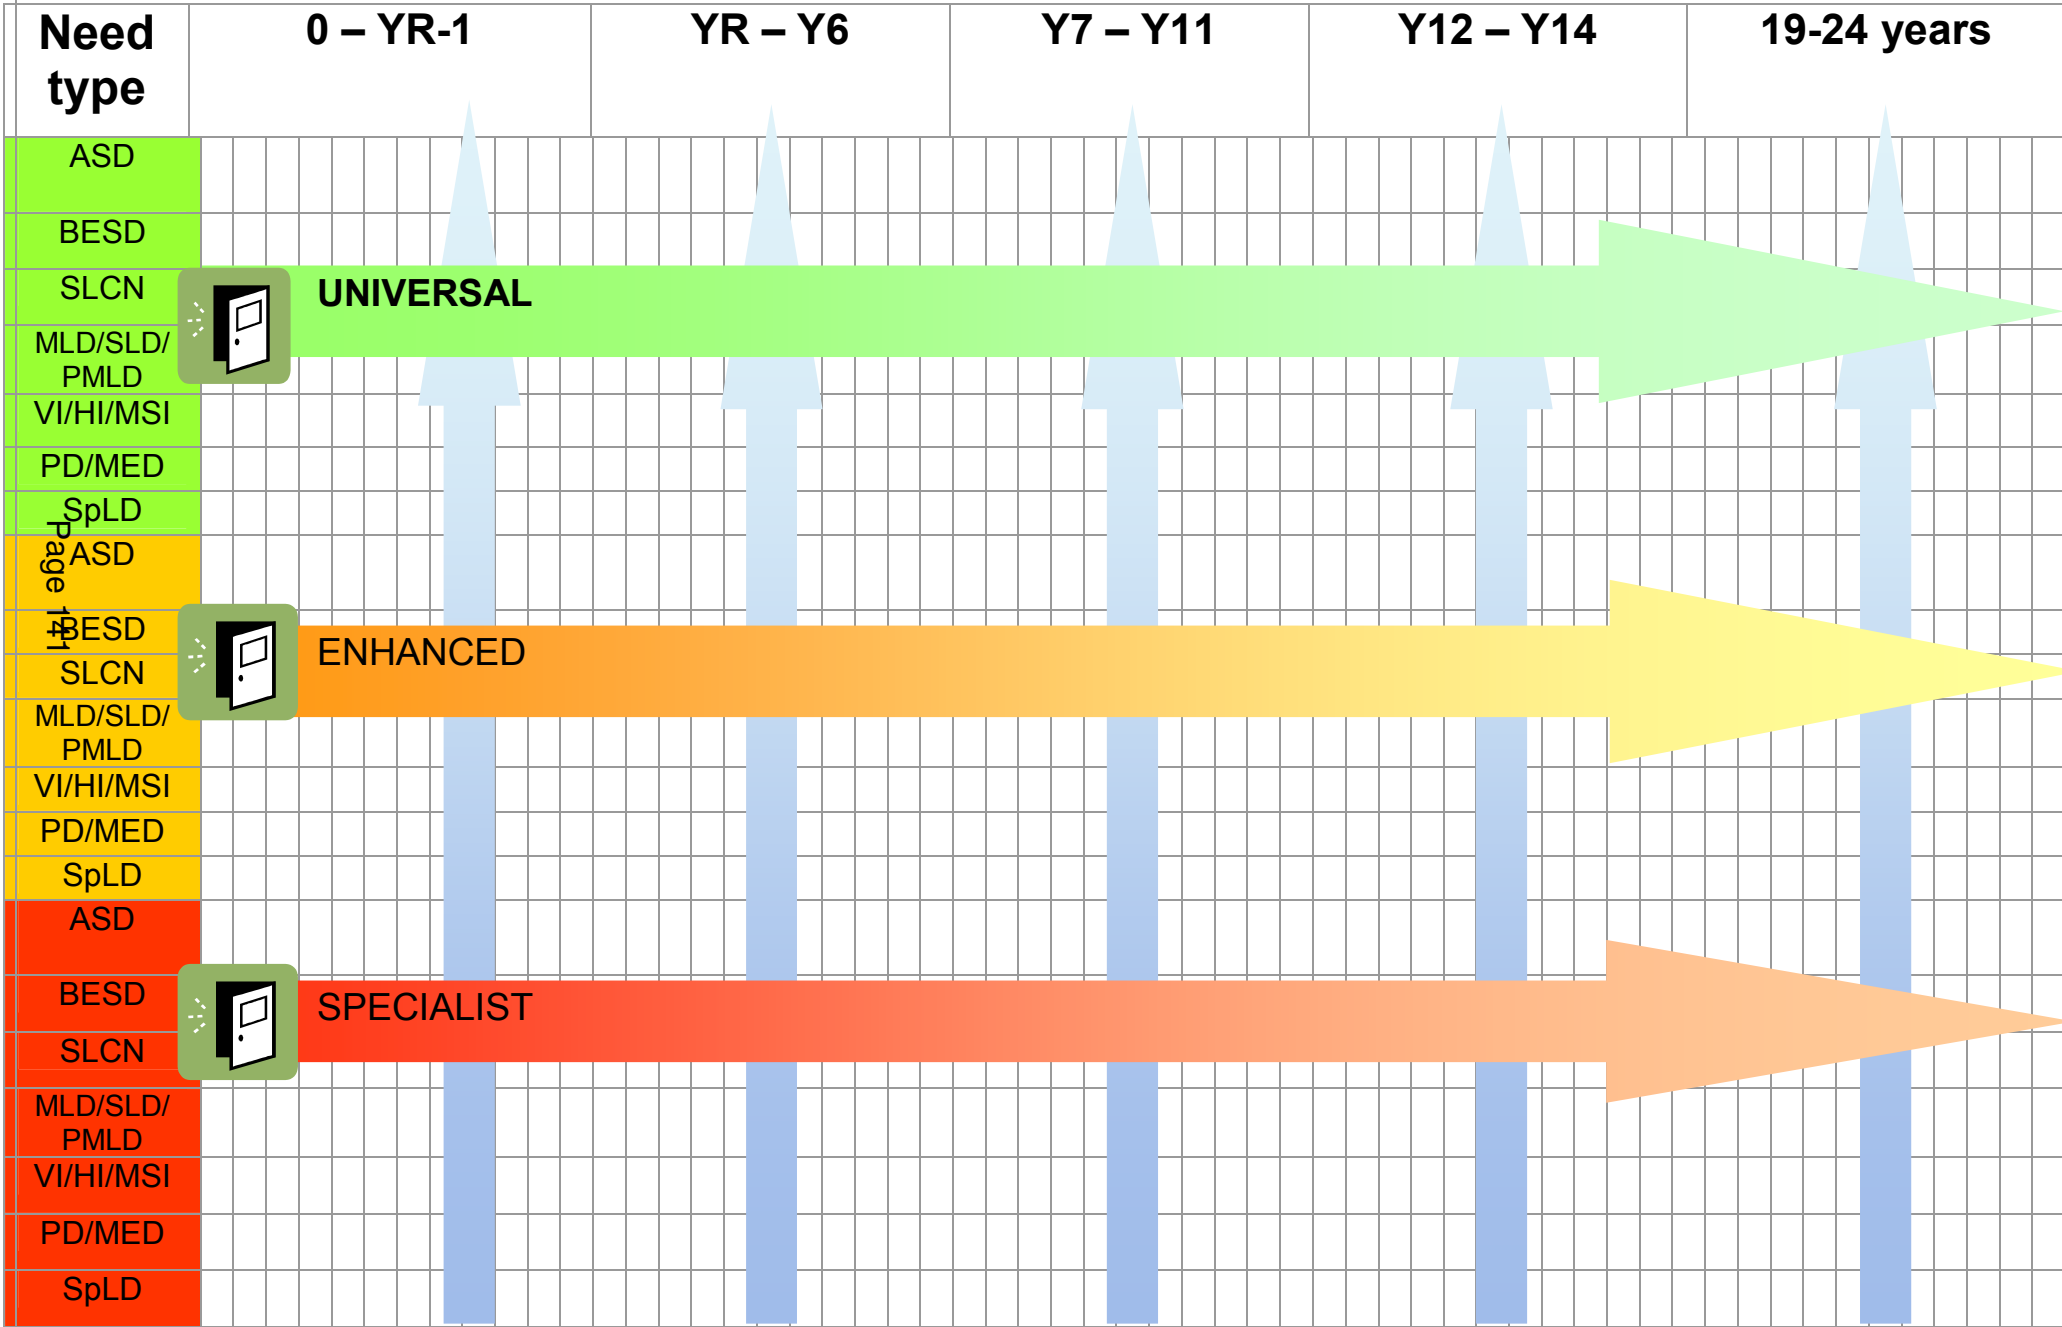 Need
type
0 – YR-1
YR – Y6
Y7 – Y11
Y12 – Y14
19-24 years
ASD
BESD
SLCN
UNIVERSAL
MLD/SLD/
PMLD
VI/HI/MSI
PD/MED
SpLD
Page 141
ASD
BESD
ENHANCED
SLCN
MLD/SLD/
PMLD
VI/HI/MSI
PD/MED
SpLD
ASD
BESD
SPECIALIST
SLCN
MLD/SLD/
PMLD
VI/HI/MSI
PD/MED
SpLD